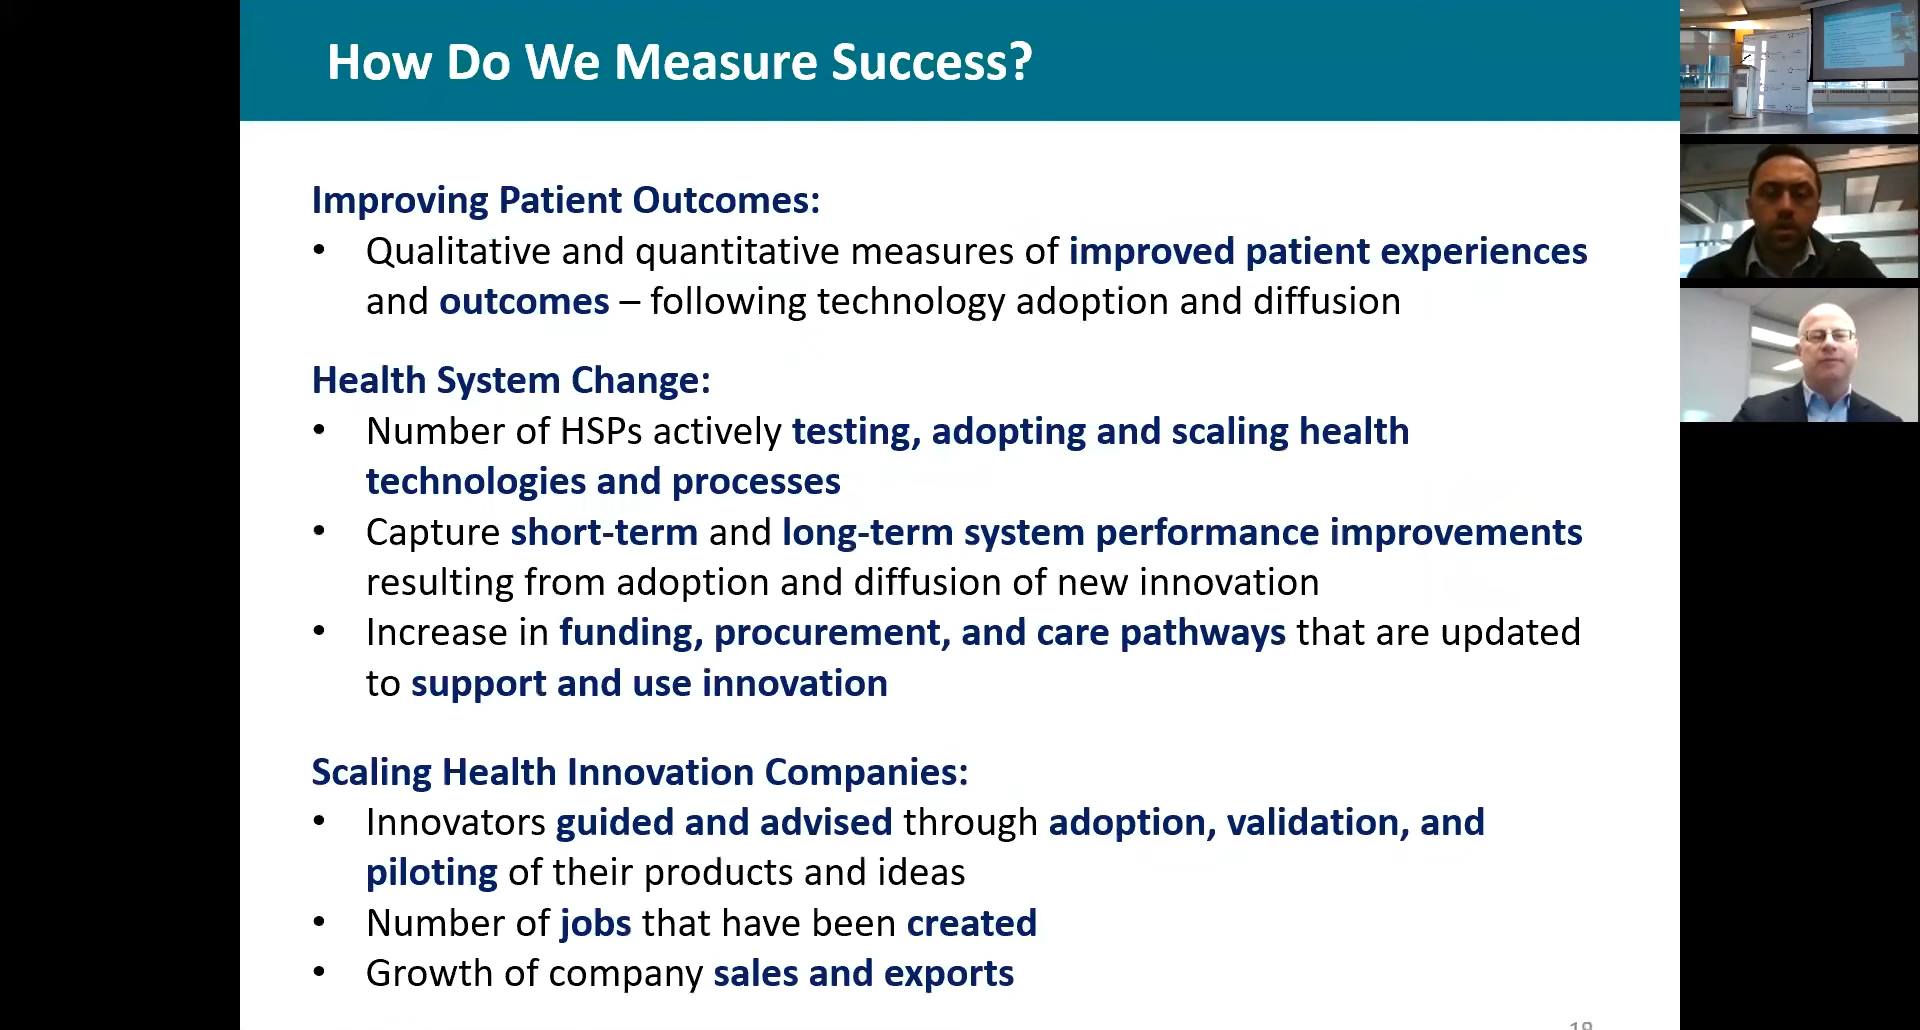 How Do We Measure Success?
Improving Patient Outcomes:
• Qualitative and quantitative measures of improved patient experiences
and outcomes – following technology adoption and diffusion
Health System Change:
• Number of HSPs actively testing, adopting and scaling health
technologies and processes
• Capture short-term and long-term system performance improvements
resulting from adoption and diffusion of new innovation
• Increase in funding, procurement, and care pathways that are updated
to support and use innovation
Scaling Health Innovation Companies:
• Innovators guided and advised through adoption, validation, and
piloting of their products and ideas
• Number of jobs that have been created
• Growth of company sales and exports